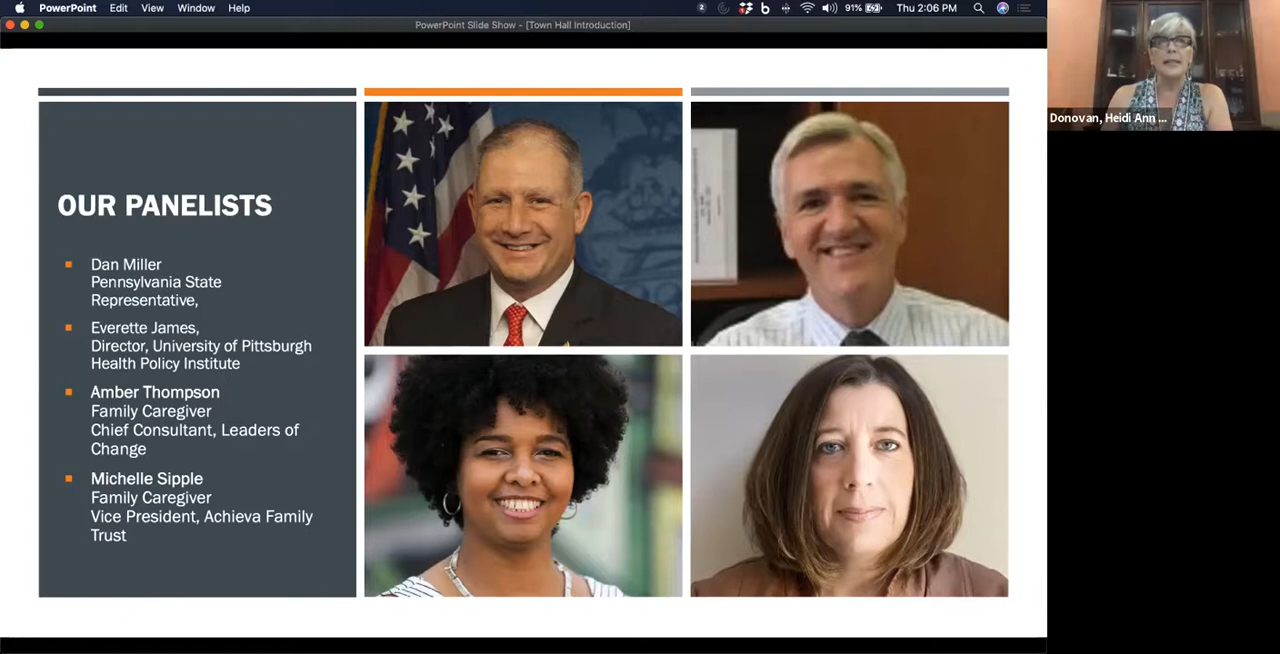 PowerPoint Edit View Window Help
2 91% Thu 2:06 PM
PowerPoint Slide Show - [Town Hall Introduction]
OUR PANELISTS
Dan Miller
Pennsylvania State
Representative,
Everette James,
Director, University of Pittsburgh
Health Policy Institute
Amber Thompson
Family Caregiver
Chief Consultant, Leaders of
Change
Michelle Sipple
Family Caregiver
Vice President, Achieva Family
Trust
Donovan, Heidi Ann ...